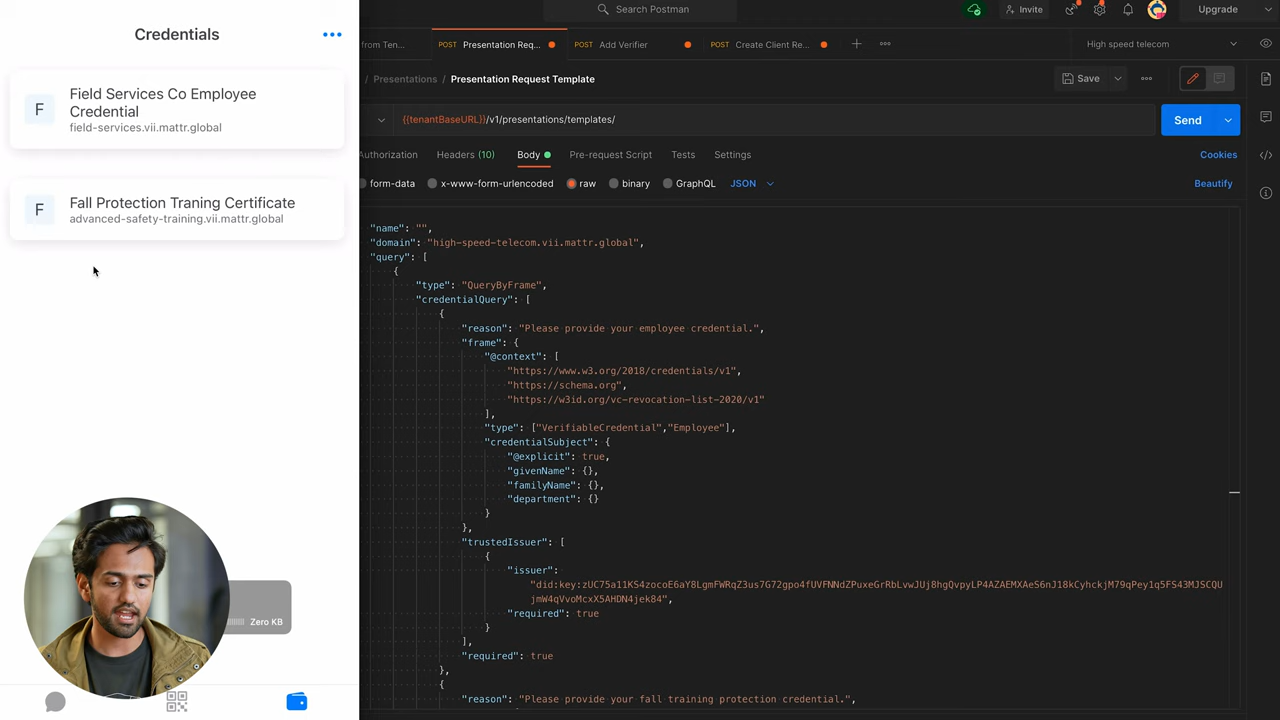 Credentials
F
Field Services Co Employee
Credential
field-services.vii.mattr.global
F
Fall Protection Traning Certificate
advanced-safety-training.vii.mattr.global
Zero KB
Search Postman
Invite
Upgrade
from Ten...
POST Presentation Req...
POST Add Verifier
POST Create Client Re...
High speed telecom
/ Presentations / Presentation Request Template
Save
{{tenantBaseURL}}/v1/presentations/templates/
Send
Authorization
Headers (10)
Body
Pre-request Script
Tests
Settings
Cookies
form-data
x-www-form-urlencoded
raw
binary
GraphQL
JSON
Beautify
"name": "",
"domain": "high-speed-telecom.vii.mattr.global",
"query": [
{
"type": "QueryByFrame",
"credentialQuery": [
{
"reason": "Please provide your employee credential.",
"frame": {
"@context": [
"https://www.w3.org/2018/credentials/v1",
"https://schema.org",
"https://w3id.org/vc-revocation-list-2020/v1"
],
"type": ["VerifiableCredential","Employee"],
"credentialSubject": {
"@explicit": true,
"givenName": {},
"familyName": {},
"department": {}
}
},
"trustedIssuer": [
{
"issuer":
"did:key:zUC75a11KS4zocoE6aY8LgmFWRqZ3us7G72gpo4fUVFNNdZPuxeGrRbLvwJUj8hgQvpyLP4AZAEMXAeS6nJ18kCyhckjM79qPey1q5FS43MJSCQU
jmW4qVvoMcxX5AHDN4jek84",
"required": true
}
],
"required": true
},
{
"reason": "Please provide your fall training protection credential.",